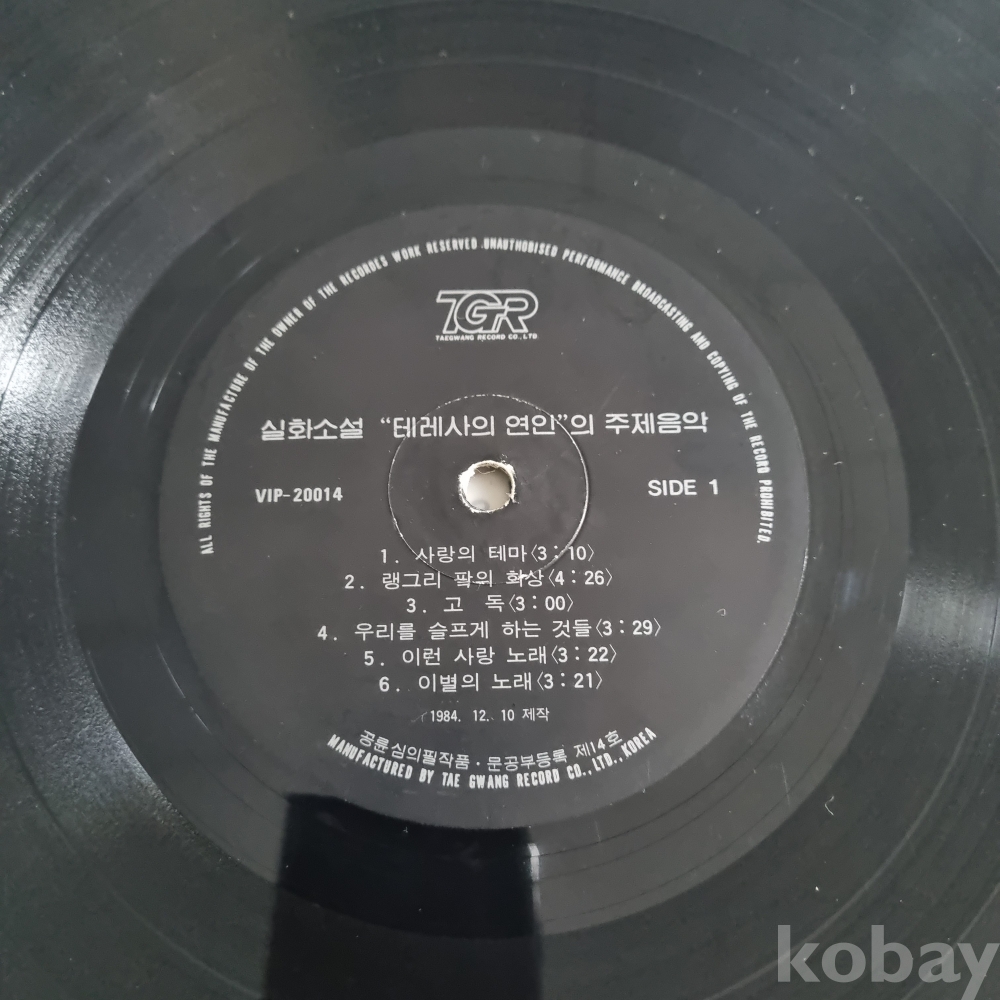 ALL RIGHTS OF THE MANUFACTURE OF THE OWNER OF THE RECORDES WORK RESERVED.UNAUTHORISED PERFORMANCE BROADCASTING AND COPYING OF THE RECORD PROHIBITED.
TGR
TAEGWANG RECORD CO., LTD.
실화소설 “테레사의 연인”의 주제음악
VIP-20014
SIDE 1
1. 사랑의 테마〈3:10〉
2. 랭그리 팍의 화상〈4:26〉
3. 고 독〈3:00〉
4. 우리를 슬프게 하는 것들〈3:29〉
5. 이런 사랑 노래〈3:22〉
6. 이별의 노래〈3:21〉
1984. 12. 10 제작
공륜심의필작품·문공부등록 제14호
MANUFACTURED BY TAE GWANG RECORD CO., LTD., KOREA
kobay